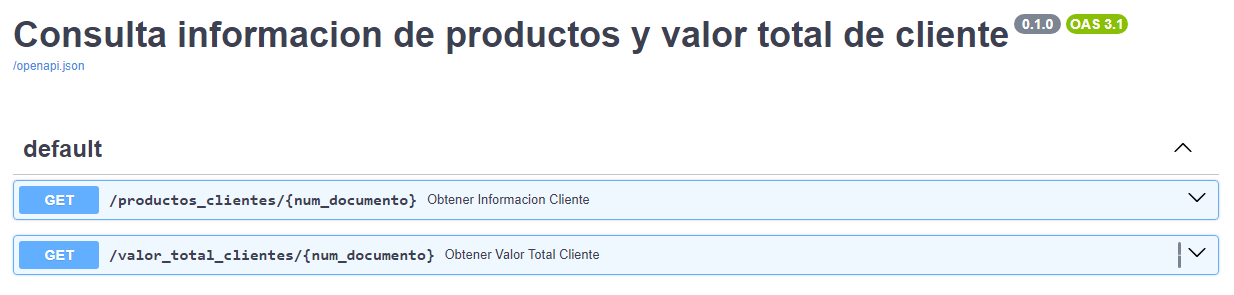 Consulta informacion de productos y valor total de cliente 0.1.0 OAS 3.1
/openapi.json
default
GET /productos_clientes/{num_documento} Obtener Informacion Cliente
GET /valor_total_clientes/{num_documento} Obtener Valor Total Cliente